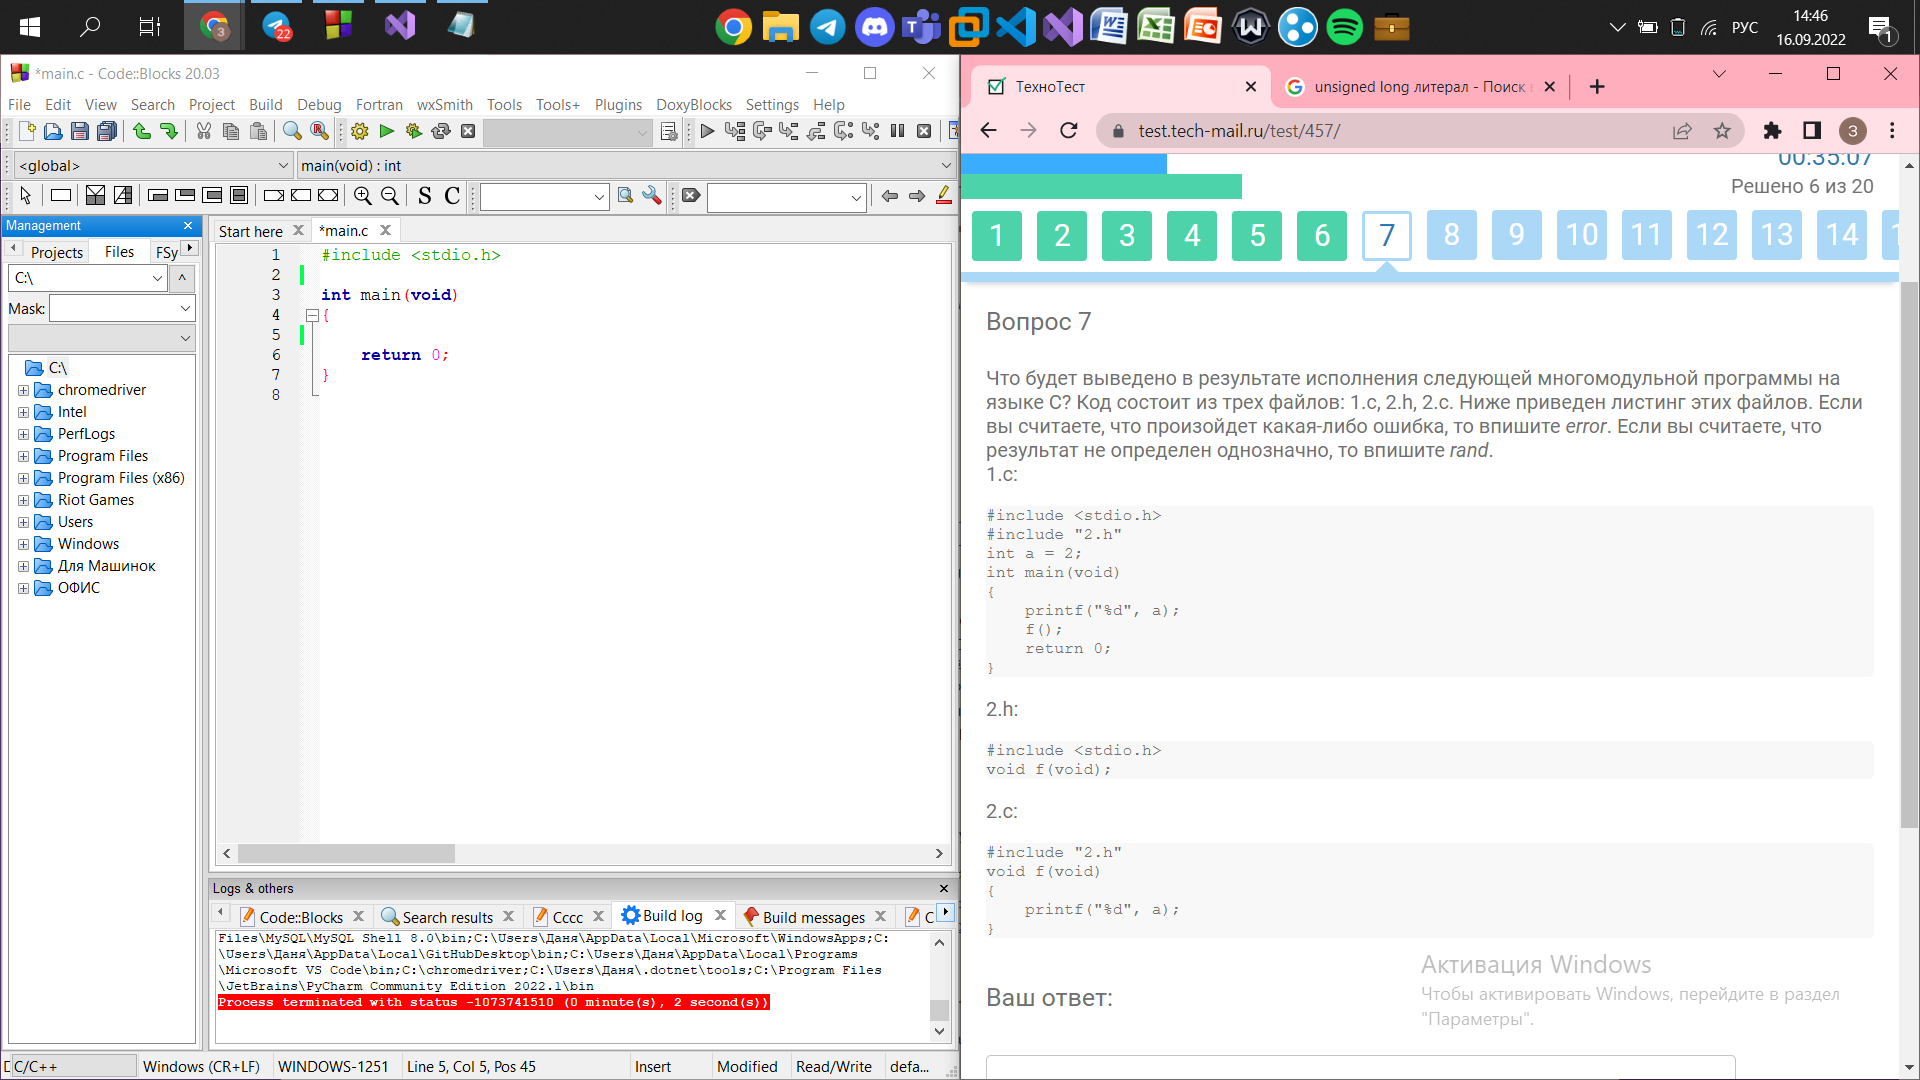 3
22
РУС
14:46
16.09.2022
1
*main.c - Code::Blocks 20.03
File Edit View Search Project Build Debug Fortran wxSmith Tools Tools+ Plugins DoxyBlocks Settings Help
<global>
main(void) : int
S C
Management
Projects Files FSy
C:\
Mask:
C:\
chromedriver
Intel
PerfLogs
Program Files
Program Files (x86)
Riot Games
Users
Windows
Для Машинок
ОФИС
Start here
*main.c
1 #include <stdio.h>
2
3 int main(void)
4 {
5
6 return 0;
7 }
8
Logs & others
Code::Blocks
Search results
Cccc
Build log
Build messages
C
Files\MySQL\MySQL Shell 8.0\bin;C:\Users\Даня\AppData\Local\Microsoft\WindowsApps;C:
\Users\Даня\AppData\Local\GitHubDesktop\bin;C:\Users\Даня\AppData\Local\Programs
\Microsoft VS Code\bin;C:\chromedriver;C:\Users\Даня\.dotnet\tools;C:\Program Files
\JetBrains\PyCharm Community Edition 2022.1\bin
Process terminated with status -1073741510 (0 minute(s), 2 second(s))
C/C++
Windows (CR+LF)
WINDOWS-1251
Line 5, Col 5, Pos 45
Insert
Modified
Read/Write
defa...
ТехноТест
unsigned long литерал - Поиск
test.tech-mail.ru/test/457/
3
00:35:07
Решено 6 из 20
1 2 3 4 5 6 7 8 9 10 11 12 13 14
Вопрос 7
Что будет выведено в результате исполнения следующей многомодульной программы на
языке C? Код состоит из трех файлов: 1.c, 2.h, 2.c. Ниже приведен листинг этих файлов. Если
вы считаете, что произойдет какая-либо ошибка, то впишите error. Если вы считаете, что
результат не определен однозначно, то впишите rand.
1.c:
#include <stdio.h>
#include "2.h"
int a = 2;
int main(void)
{
printf("%d", a);
f();
return 0;
}
2.h:
#include <stdio.h>
void f(void);
2.c:
#include "2.h"
void f(void)
{
printf("%d", a);
}
Ваш ответ:
Активация Windows
Чтобы активировать Windows, перейдите в раздел
"Параметры".